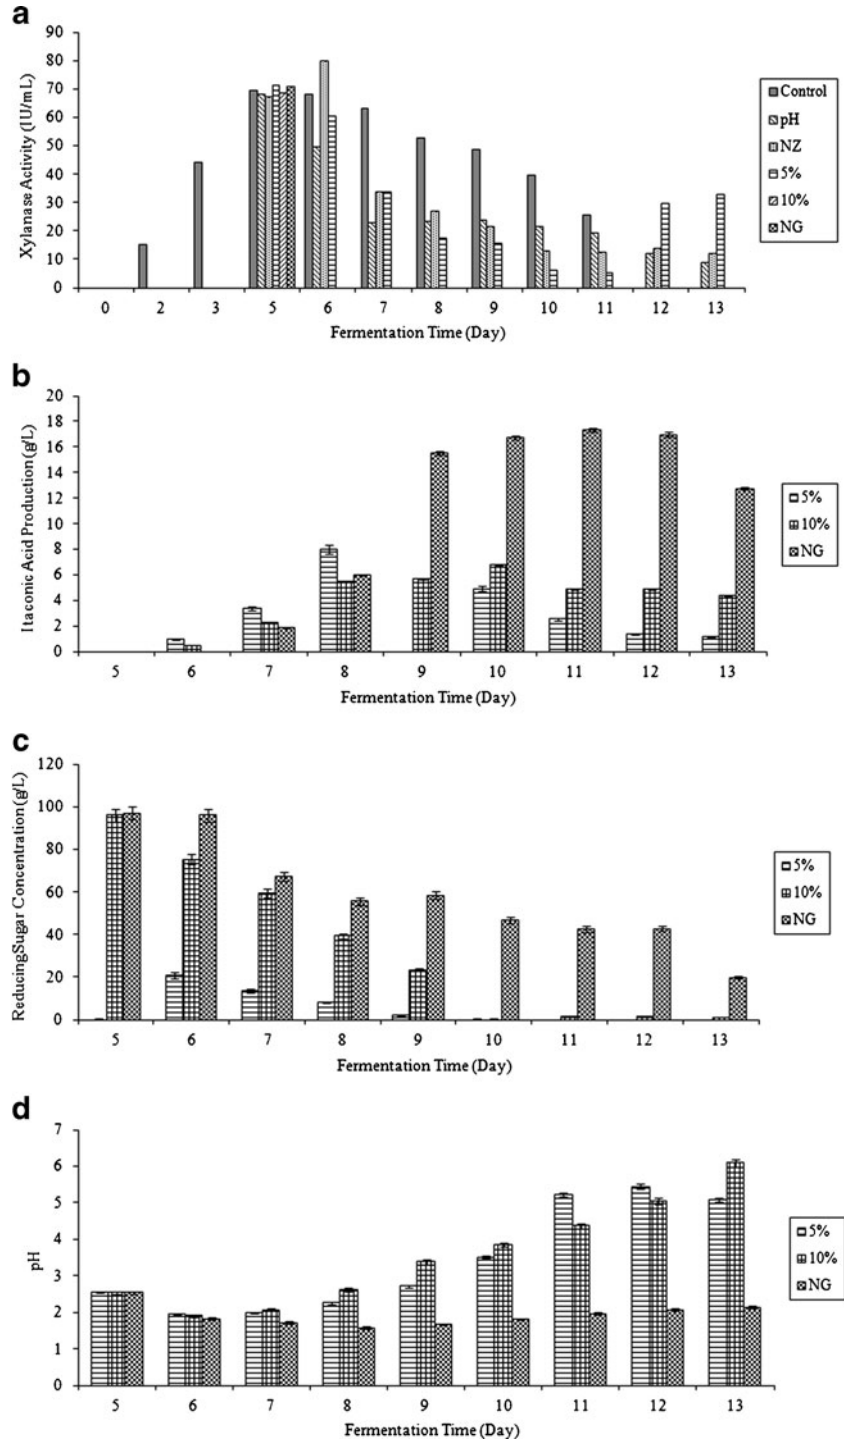 a
90
80
70
60
50
40
30
20
10
0
Xylanase Activity (IU/mL)
0 2 3 5 6 7 8 9 10 11 12 13
Fermentation Time (Day)
Control
pH
NZ
5%
10%
NG
b
20
18
16
14
12
10
8
6
4
2
0
Itaconic Acid Production (g/L)
5 6 7 8 9 10 11 12 13
Fermentation Time (Day)
5%
10%
NG
c
120
100
80
60
40
20
0
ReducingSugar Concentration (g/L)
5 6 7 8 9 10 11 12 13
Fermentation Time (Day)
5%
10%
NG
d
7
6
5
4
3
2
1
0
pH
5 6 7 8 9 10 11 12 13
Fermentation Time (Day)
5%
10%
NG